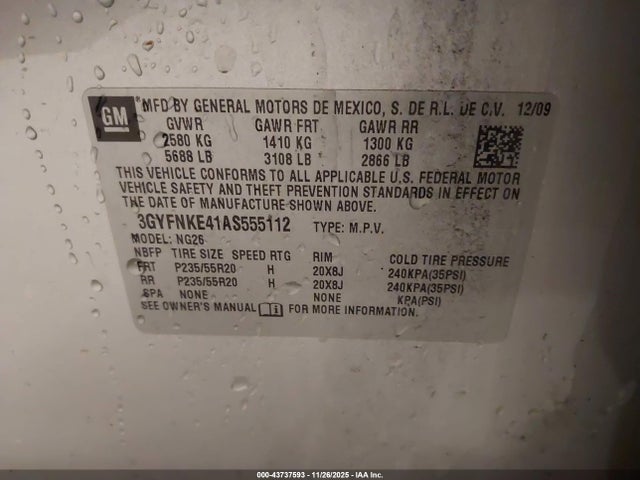 GM MFD BY GENERAL MOTORS DE MEXICO, S. DE R.L. DE C.V. 12/09
GVWR GAWR FRT GAWR RR
2580 KG 1410 KG 1300 KG
5688 LB 3108 LB 2866 LB
THIS VEHICLE CONFORMS TO ALL APPLICABLE U.S. FEDERAL MOTOR
VEHICLE SAFETY AND THEFT PREVENTION STANDARDS IN EFFECT ON
THE DATE OF MANUFACTURE SHOWN ABOVE.
3GYFNKE41AS555112 TYPE: M.P.V.
MODEL: NG26
NBFP TIRE SIZE SPEED RTG RIM COLD TIRE PRESSURE
FRT P235/55R20 H 20X8J 240KPA(35PSI)
RR P235/55R20 H 20X8J 240KPA(35PSI)
SPA NONE NONE KPA(PSI)
SEE OWNER'S MANUAL FOR MORE INFORMATION.
000-43737593 - 11/26/2025 - IAA Inc.